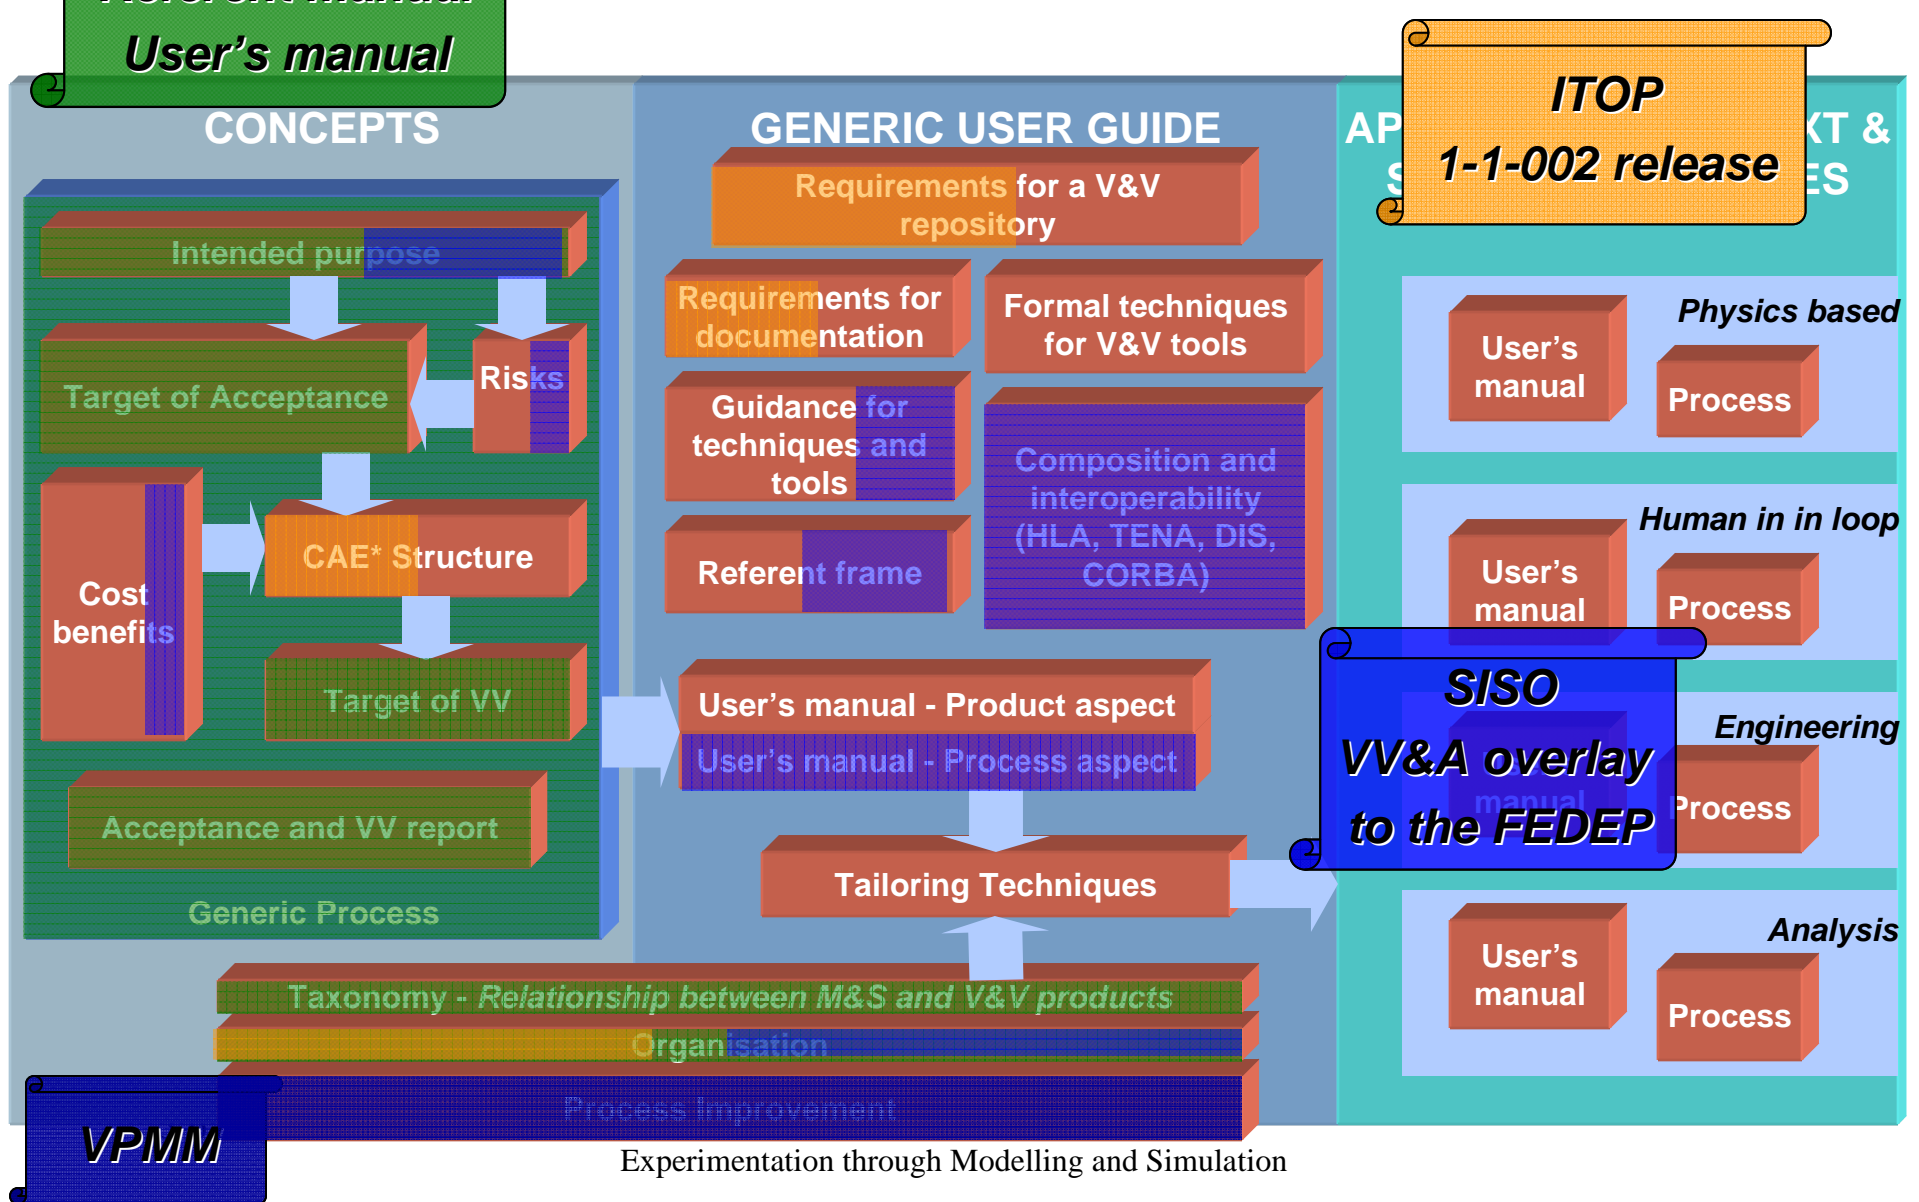 User's manual
CONCEPTS
Intended purpose
Target of Acceptance
Risks
Cost
benefits
CAE* Structure
Target of VV
Acceptance and VV report
Generic Process
GENERIC USER GUIDE
Requirements for a V&V
repository
Requirements for
documentation
Formal techniques
for V&V tools
Guidance for
techniques and
tools
Composition and
interoperability
(HLA, TENA, DIS,
CORBA)
Referent frame
User's manual - Product aspect
User's manual - Process aspect
Tailoring Techniques
Taxonomy - Relationship between M&S and V&V products
Organisation
Process Improvement
VPMM
ITOP
1-1-002 release
&
Physics based
User's
manual
Process
Human in in loop
User's
manual
Process
SISO
VV&A overlay
to the FEDEP
Engineering
manual
Process
Analysis
User's
manual
Process
Experimentation through Modelling and Simulation